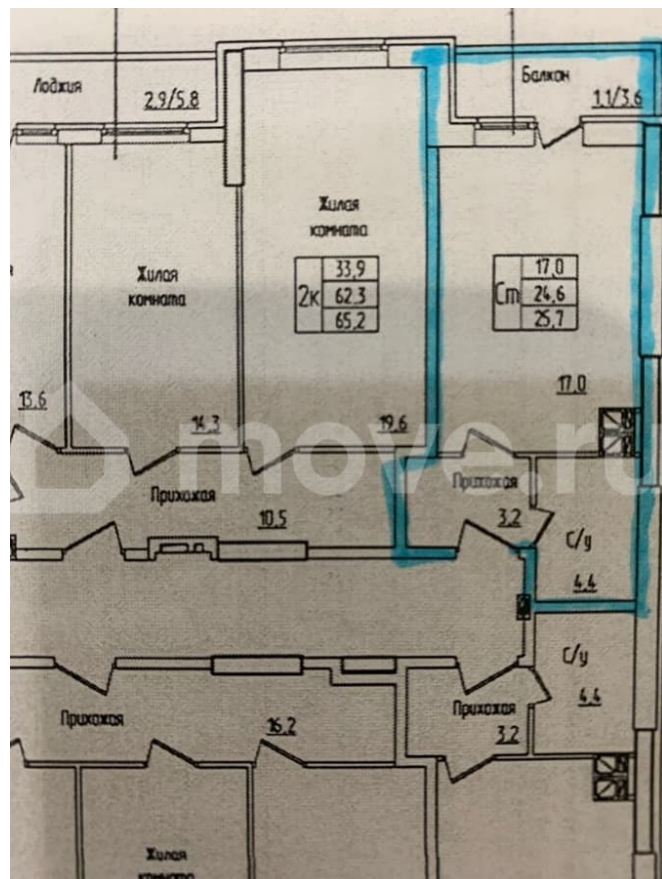 Лоджия
2.9/5.8
Балкон
1.1/3.6
Жилая
комната
Жилая
комната
2к
33,9
62.3
65.2
Ст
17.0
24.6
25.7
17.0
13.6
14.3
19.6
move.ru
Прихожая
10.5
Прихожая
3.2
С/у
4.4
С/у
4.4
Прихожая
16.2
Прихожая
3.2
Жилая
комната